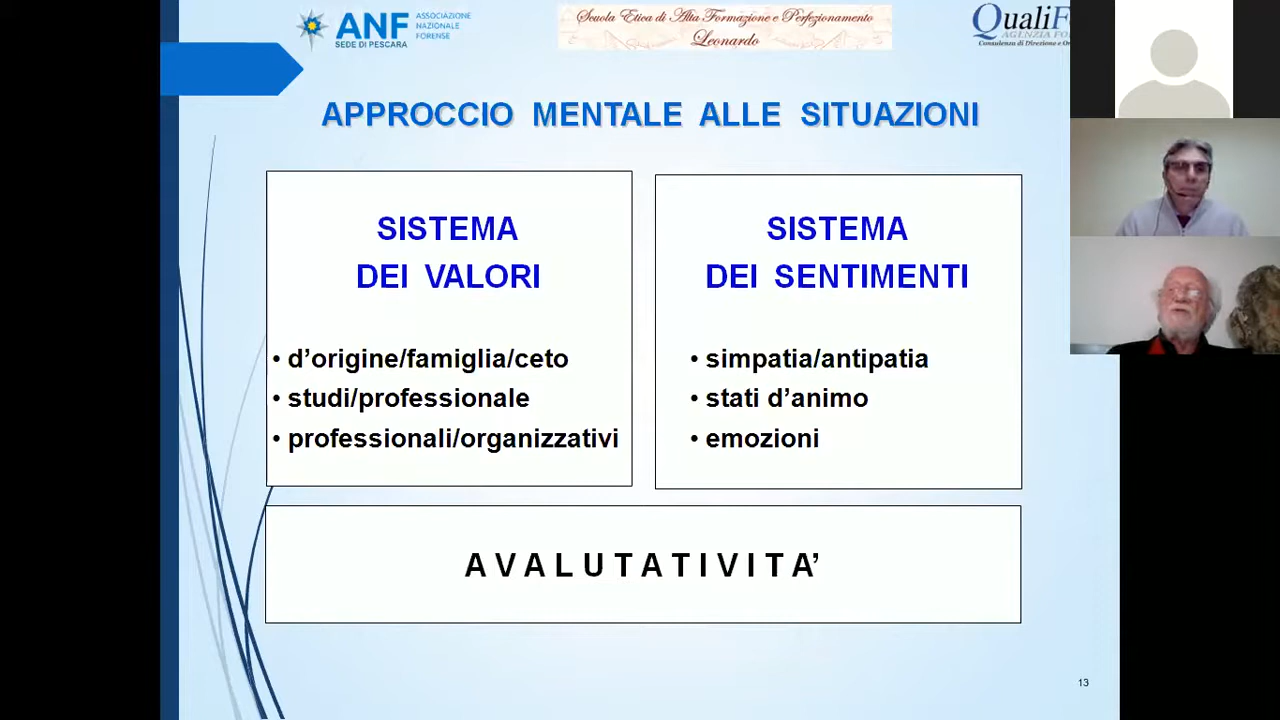 ANF
SEDE DI PESCARA
ASSOCIAZIONE
NAZIONALE
FORENSE
Scuola Etica di Alta Formazione e Perfezionamento
Leonardo
APPROCCIO MENTALE ALLE SITUAZIONI
SISTEMA
DEI VALORI
• d’origine/famiglia/ceto
• studi/professionale
• professionali/organizzativi
SISTEMA
DEI SENTIMENTI
• simpatia/antipatia
• stati d’animo
• emozioni
A V A L U T A T I V I T A’
13